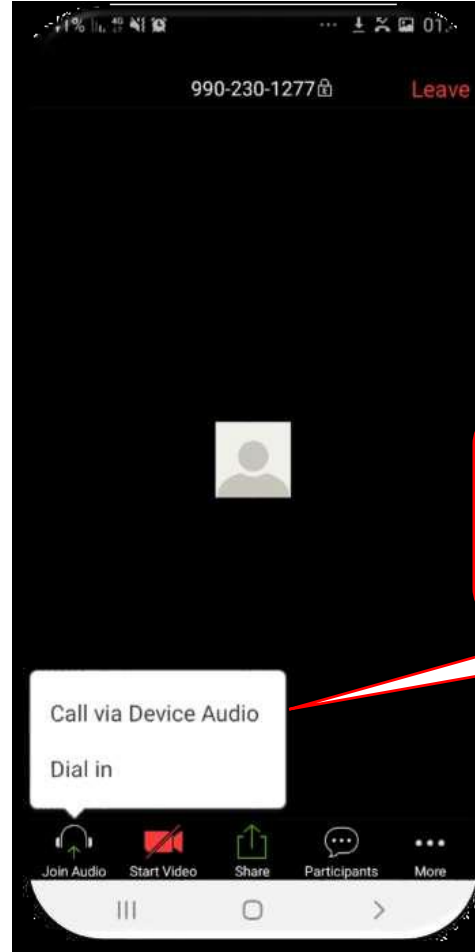 990-230-1277 Leave
Call via Device Audio
Dial in
Join Audio Start Video Share Participants More